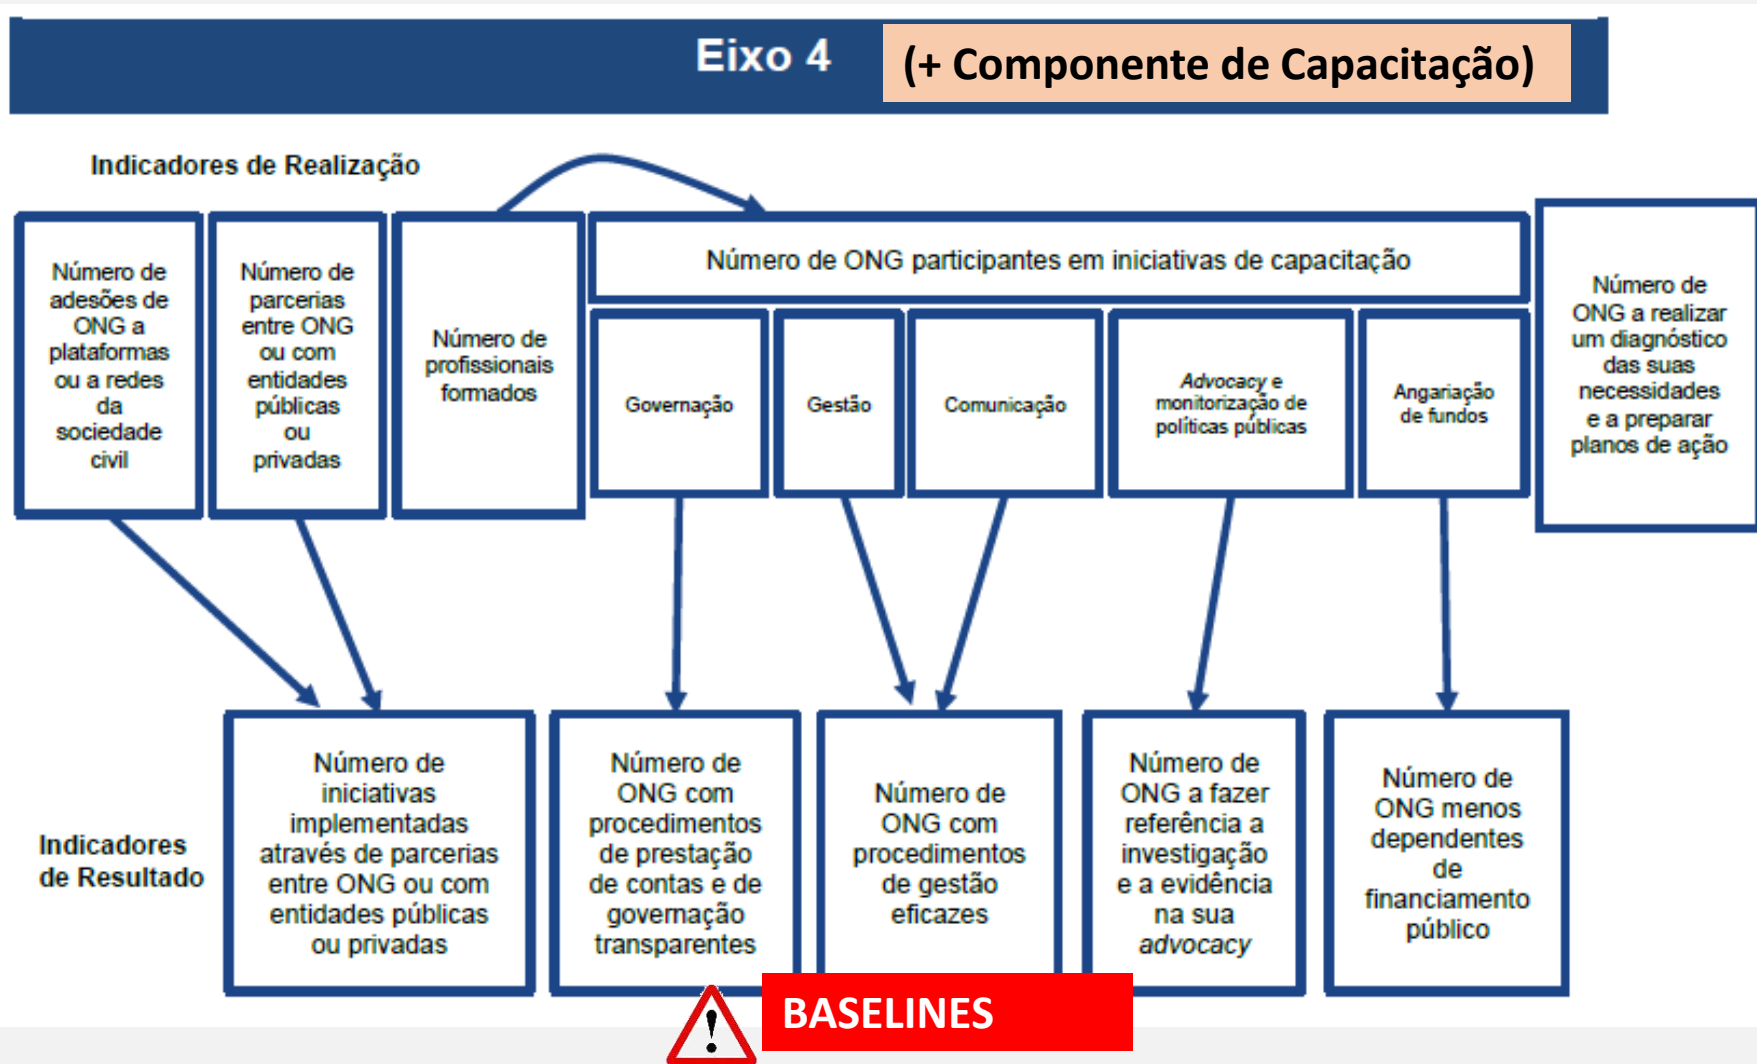 Eixo 4
(+ Componente de Capacitação)
Indicadores de Realização
Número de
adesões de
ONG a
plataformas
ou a redes
da
sociedade
civil
Número de
parcerias
entre ONG
ou com
entidades
públicas
ou
privadas
Número de
profissionais
formados
Número de ONG participantes em iniciativas de capacitação
Governação
Gestão
Comunicação
Advocacy e
monitorização de
políticas públicas
Angariação
de fundos
Número de
ONG a realizar
um diagnóstico
das suas
necessidades
e a preparar
planos de ação
Indicadores
de Resultado
Número de
iniciativas
implementadas
através de parcerias
entre ONG ou com
entidades públicas
ou privadas
Número de
ONG com
procedimentos
de prestação
de contas e de
governação
transparentes
Número de
ONG com
procedimentos
de gestão
eficazes
Número de
ONG a fazer
referência a
investigação
e a evidência
na sua
advocacy
Número de
ONG menos
dependentes
de
financiamento
público
BASELINES